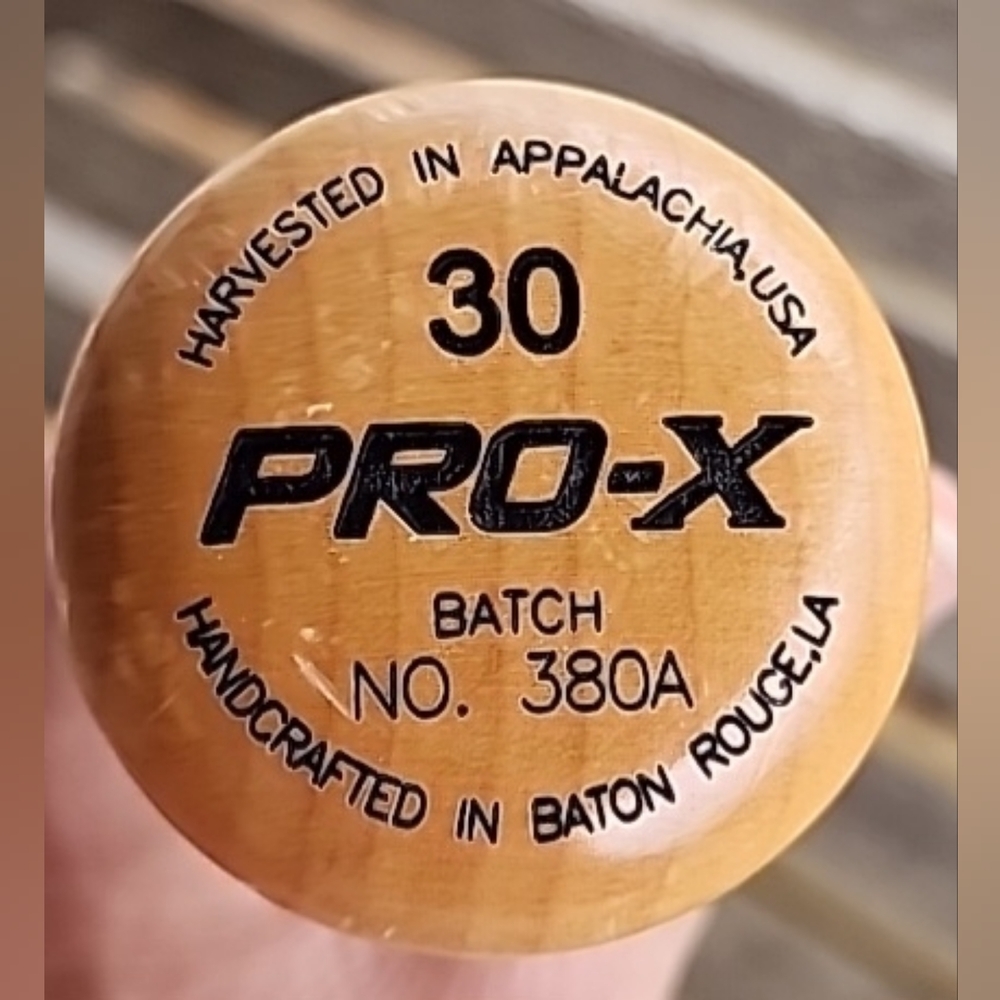 HARVESTED IN APPALACHIA,USA
30
PRO-X
BATCH
NO. 380A
HANDCRAFTED IN BATON ROUGE,LA